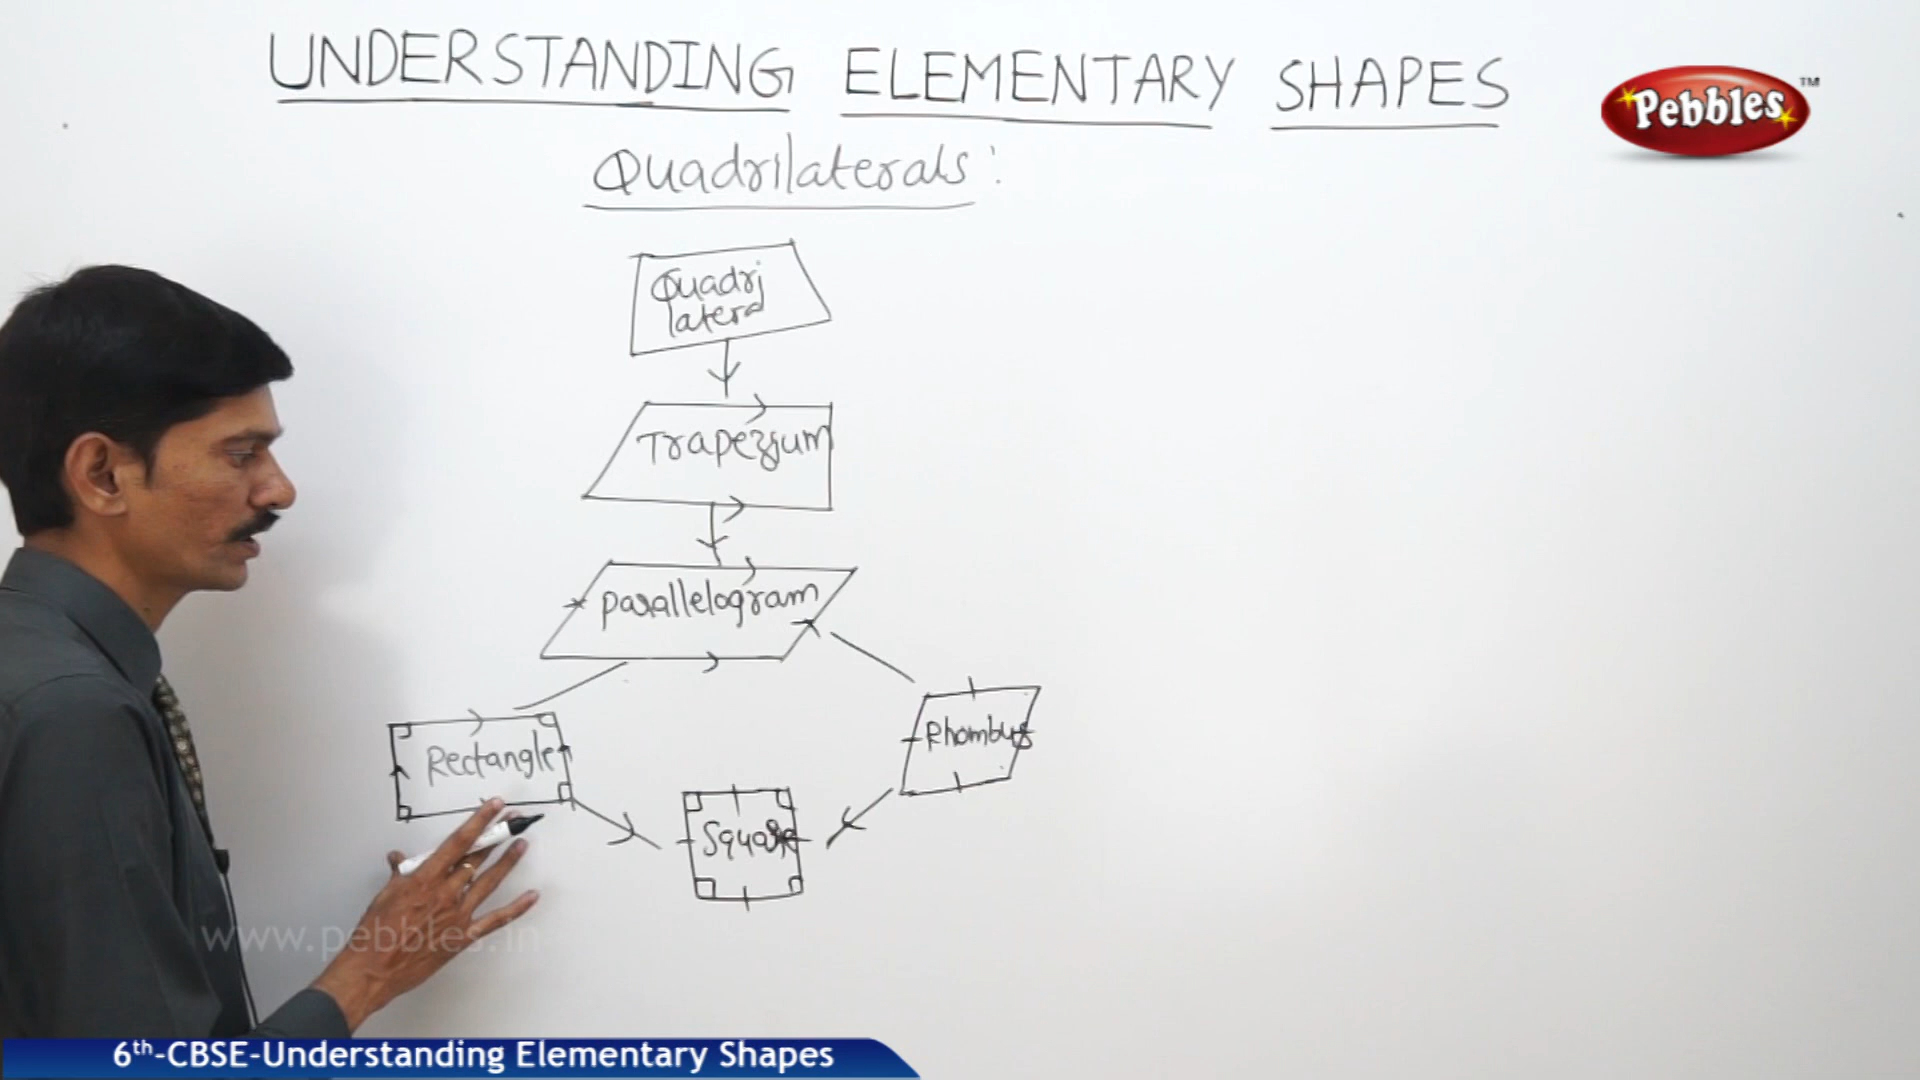 UNDERSTANDING ELEMENTARY SHAPES
Pebbles™
Quadrilaterals:
Quadri
lateral
Trapezium
parallelogram
Rectangle
Rhombus
Square
www.pebbles.in
6th-CBSE-Understanding Elementary Shapes